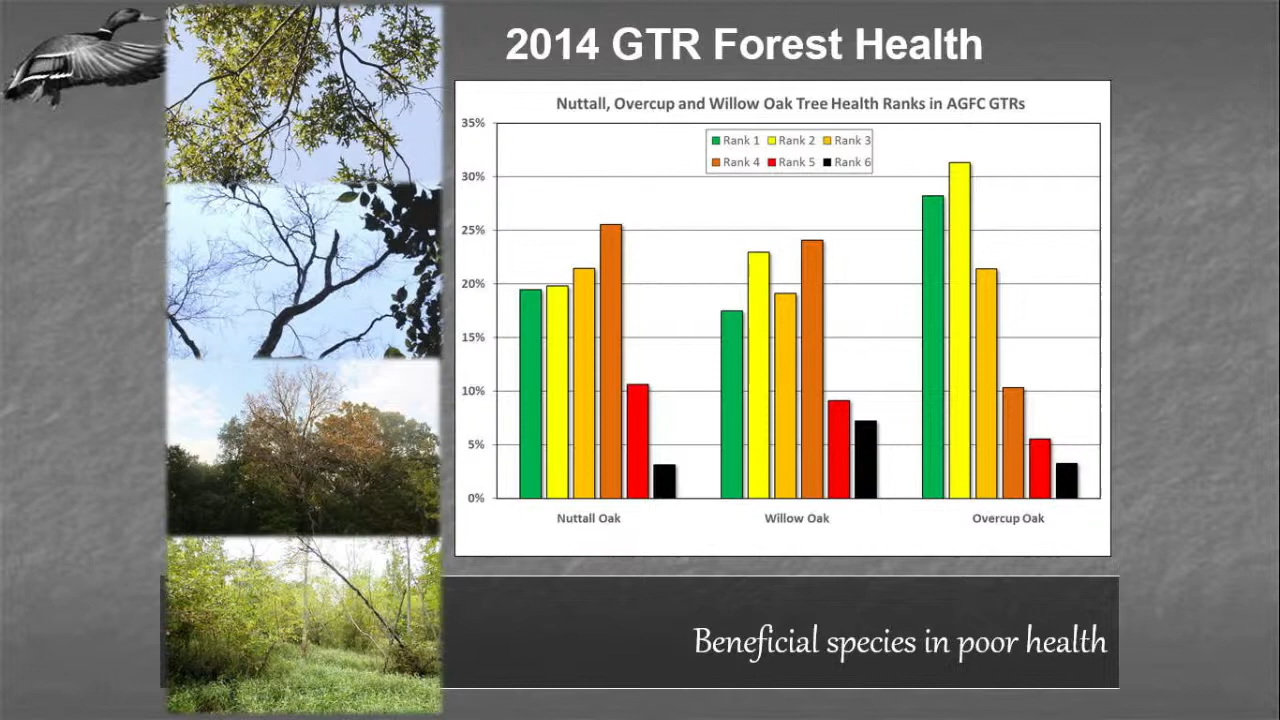 2014 GTR Forest Health
Nuttall, Overcup and Willow Oak Tree Health Ranks in AGFC GTRs
35%
Rank 1 Rank 2 Rank 3
Rank 4 Rank 5 Rank 6
30%
25%
20%
15%
10%
5%
0%
Nuttall Oak Willow Oak Overcup Oak
Beneficial species in poor health